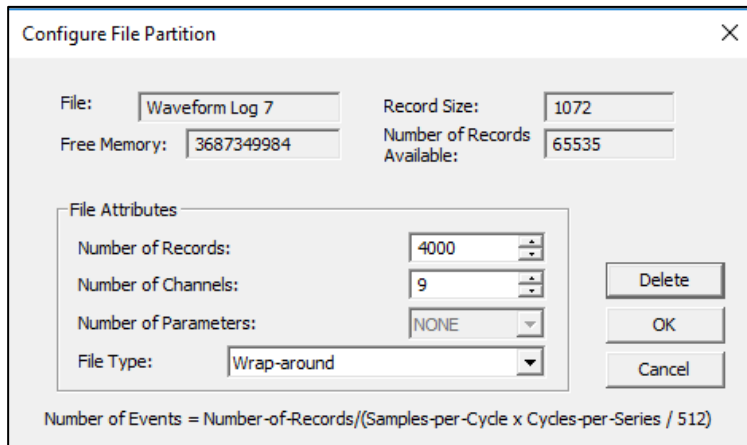 Configure File Partition
File: Waveform Log 7 Record Size: 1072
Free Memory: 3687349984 Number of Records Available: 65535
File Attributes
Number of Records: 4000
Number of Channels: 9
Number of Parameters: NONE
File Type: Wrap-around
Delete
OK
Cancel
Number of Events = Number-of-Records/(Samples-per-Cycle x Cycles-per-Series / 512)